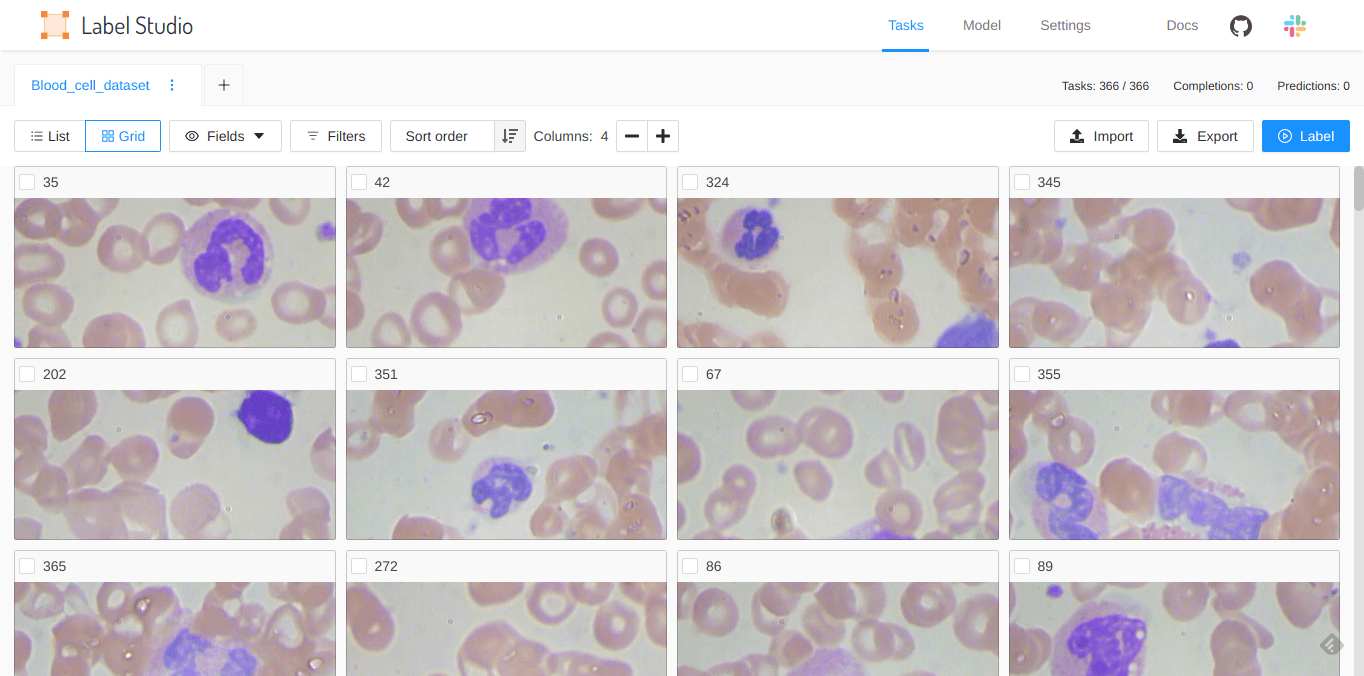 Label Studio
Tasks Model Settings Docs
Blood_cell_dataset
Tasks: 366 / 366 Completions: 0 Predictions: 0
List Grid Fields Filters Sort order Columns: 4 Import Export Label
35 42 324 345
202 351 67 355
365 272 86 89